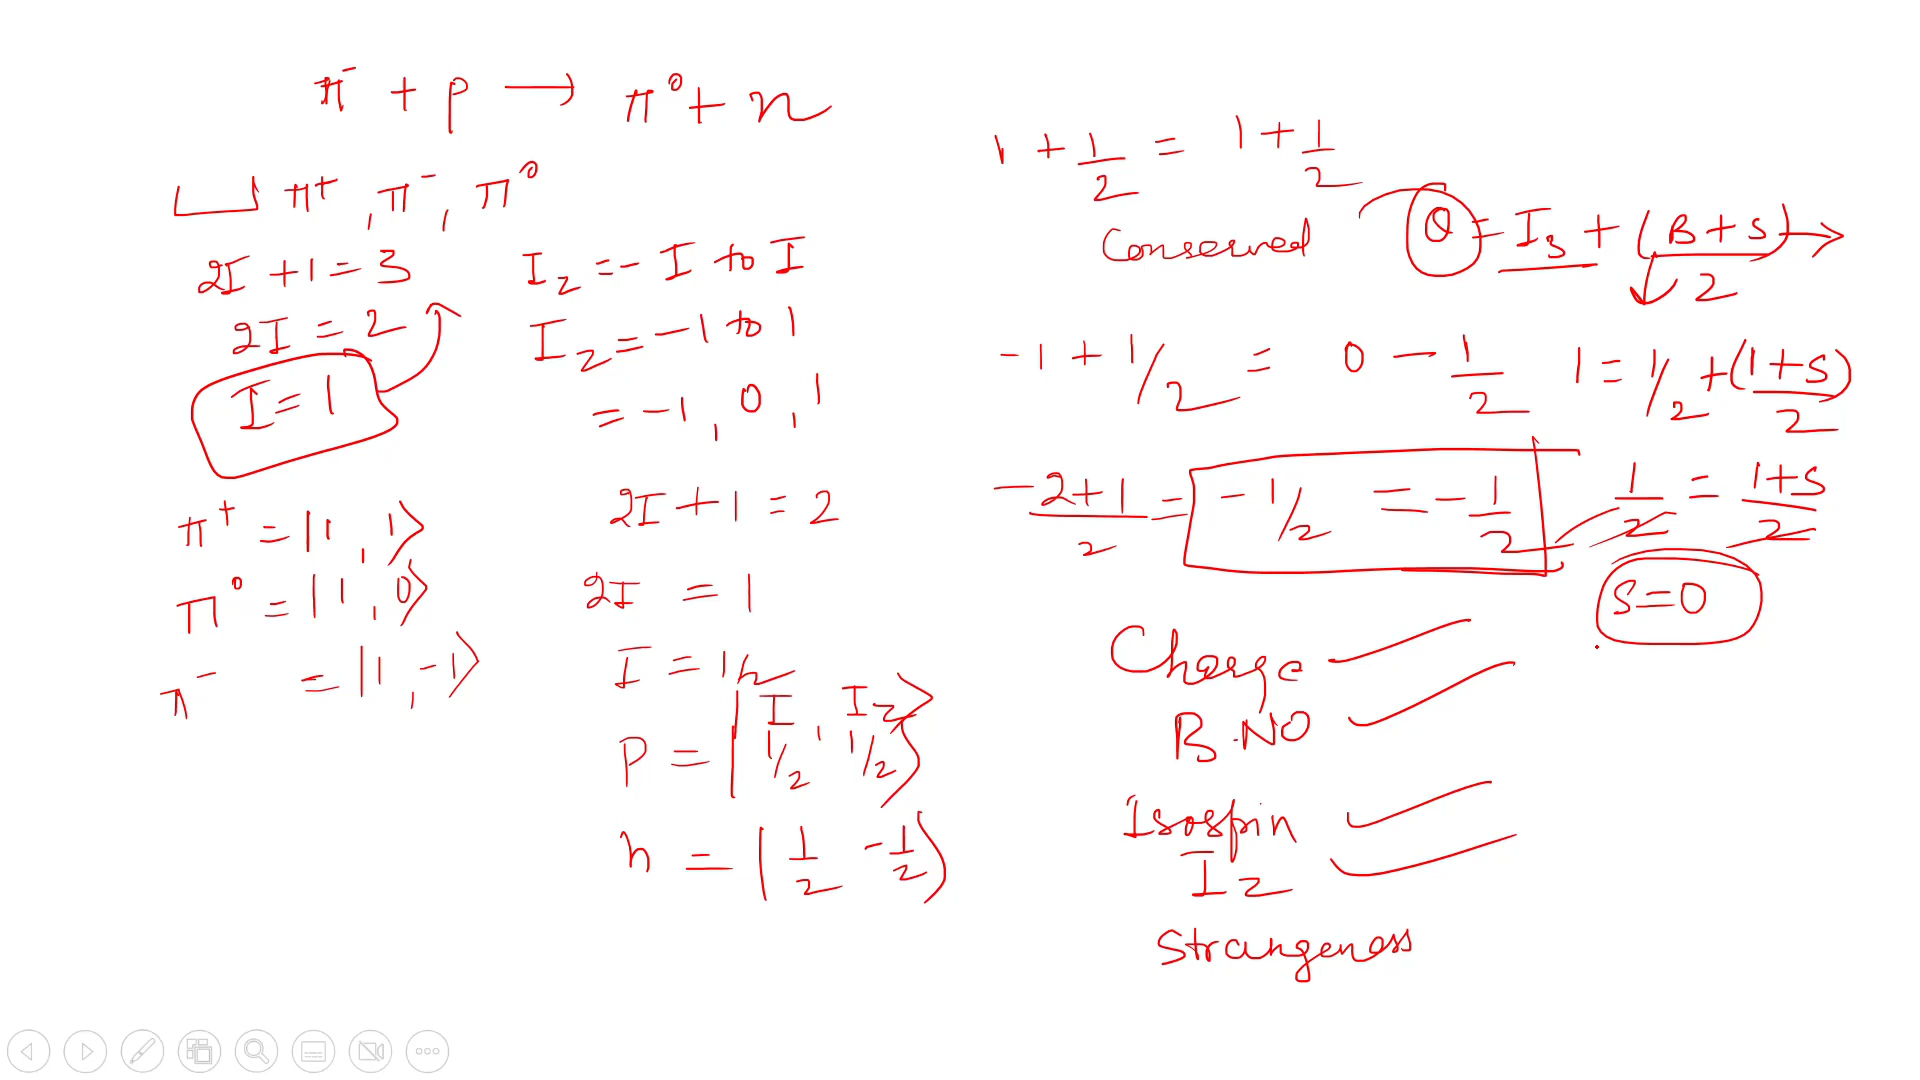 π⁻ + p → π⁰ + n
π⁺, π⁻, π⁰
2I + 1 = 3
2I = 2
I = 1
π⁺ = |1, 1⟩
π⁰ = |1, 0⟩
π⁻ = |1, -1⟩
I_z = -I to I
I_z = -1 to 1
= -1, 0, 1
2I + 1 = 2
2I = 1
I = 1/2
|I, I_z⟩
P = |1/2, 1/2⟩
n = |1/2 -1/2⟩
1 + 1/2 = 1 + 1/2
Conserved
-1 + 1/2 = 0 - 1/2
(-2+1)/2 = -1/2 = -1/2
Charge ✓
B.NO ✓
Isospin ✓
I_z ✓
Strangeness
Q = I_3 + (B+S)/2 →
1 = 1/2 + (1+S)/2
1/2 = (1+S)/2
S = 0